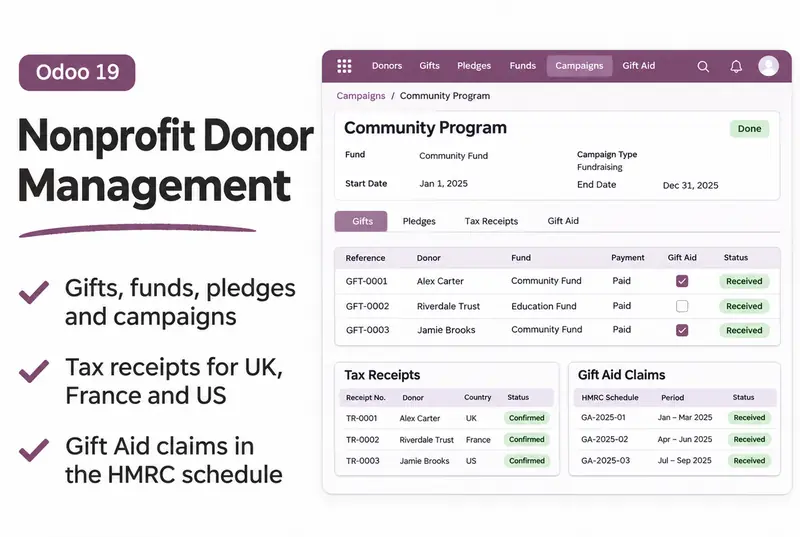 Odoo 19
Nonprofit Donor
Management
Gifts, funds, pledges
and campaigns
Tax receipts for UK,
France and US
Gift Aid claims in
the HMRC schedule
Donors Gifts Pledges Funds Campaigns Gift Aid
Campaigns / Community Program
Community Program Done
Fund Community Fund Campaign Type
Fundraising
Start Date Jan 1, 2025 End Date Dec 31, 2025
Gifts Pledges Tax Receipts Gift Aid
Reference Donor Fund Payment Gift Aid Status
GFT-0001 Alex Carter Community Fund Paid Received
GFT-0002 Riverdale Trust Education Fund Paid Received
GFT-0003 Jamie Brooks Community Fund Paid Received
Tax Receipts
Receipt No. Donor Country Status
TR-0001 Alex Carter UK Confirmed
TR-0002 Riverdale Trust France Confirmed
TR-0003 Jamie Brooks US Confirmed
Gift Aid Claims
HMRC Schedule Period Status
GA-2025-01 Jan – Mar 2025 Received
GA-2025-02 Apr – Jun 2025 Received
GA-2025-03 Jul – Sep 2025 Received